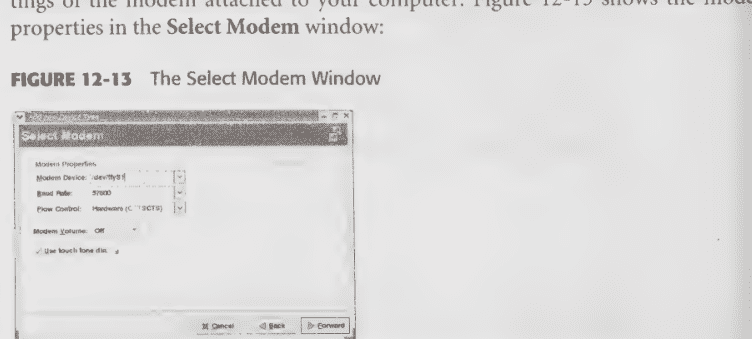 tings of the modem attached to your computer. Figure 12-13 shows the
properties in the Select Modem window:
FIGURE 12-13 The Select Modem Window
Select Modem
Modem Properties
Modem Device:
Baud Rate: 57600
Flow Control: Hardware
Modem Volume: Off
Use touch tone
Cancel Back Forward